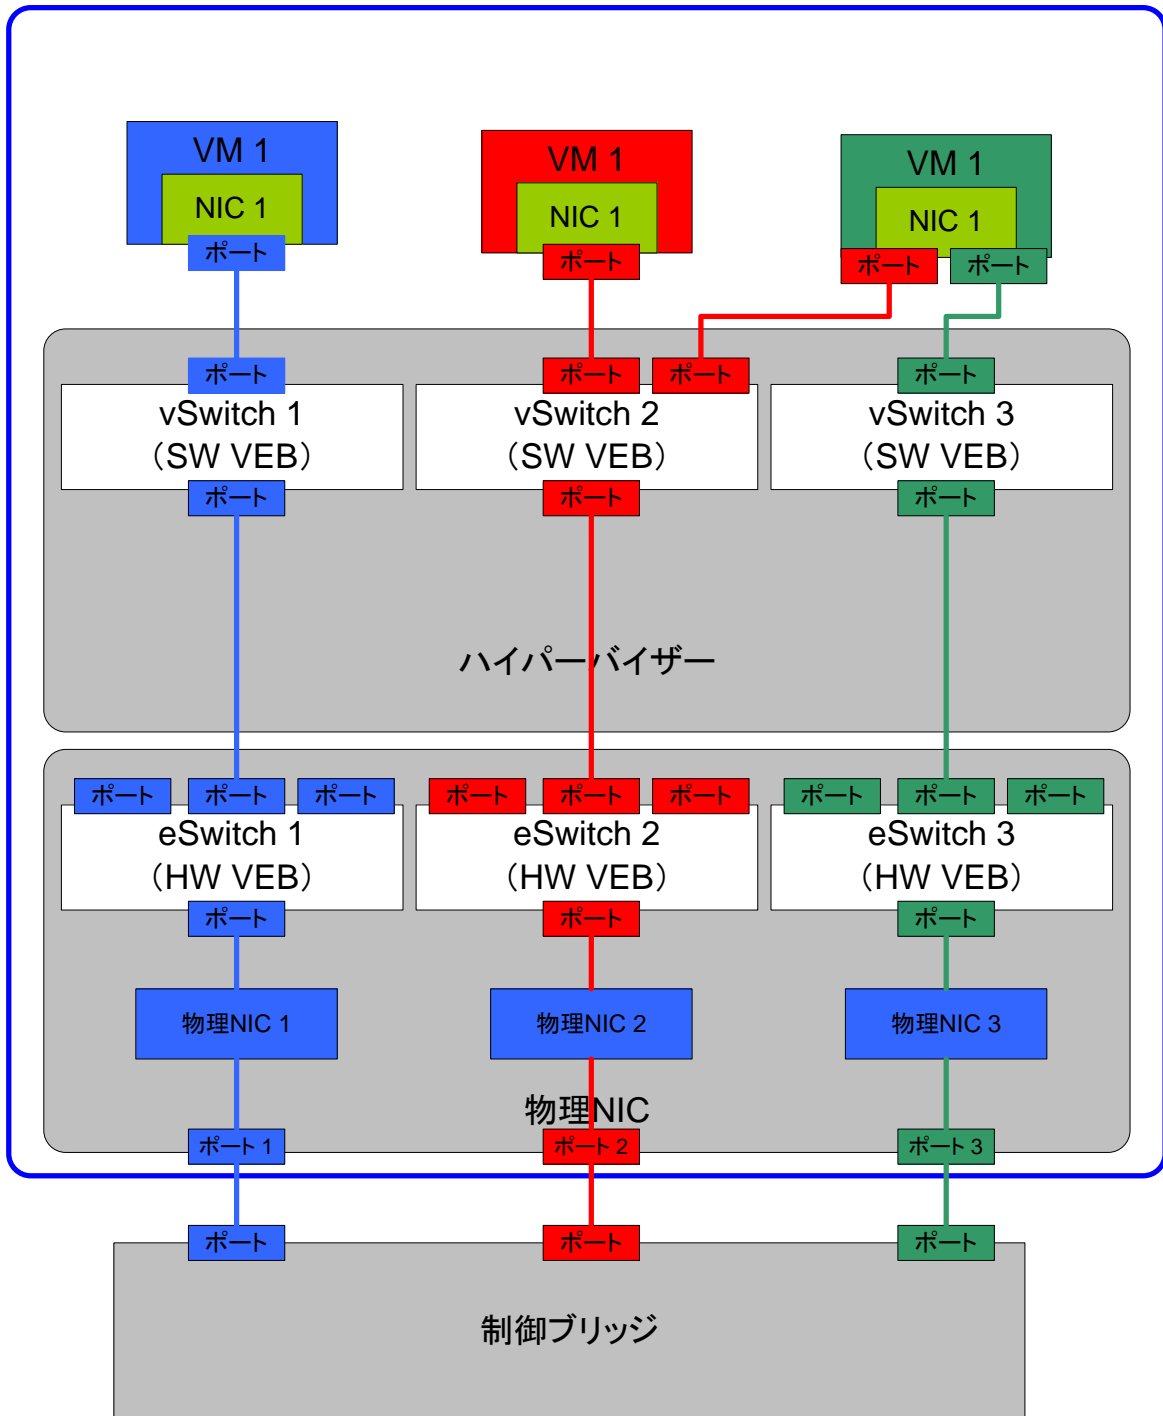 VM 1
VM 1
VM 1
NIC 1
NIC 1
NIC 1
ポート
ポート
ポート
ポート
ポート
ポート
ポート
ポート
vSwitch 1
(SW VEB)
vSwitch 2
(SW VEB)
vSwitch 3
(SW VEB)
ポート
ポート
ポート
ハイパーバイザー
ポート
ポート
ポート
ポート
ポート
ポート
ポート
ポート
ポート
eSwitch 1
(HW VEB)
eSwitch 2
(HW VEB)
eSwitch 3
(HW VEB)
ポート
ポート
ポート
物理NIC 1
物理NIC 2
物理NIC 3
物理NIC
ポート 1
ポート 2
ポート 3
ポート
ポート
ポート
制御ブリッジ